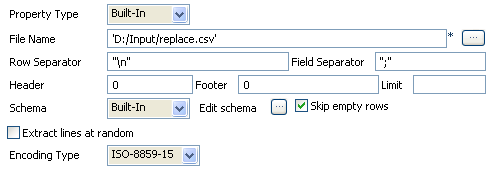 Property Type Built-In
File Name 'D:/Input/replace.csv' * ...
Row Separator "\n" Field Separator ";"
Header 0 Footer 0 Limit
Schema Built-In Edit schema ... Skip empty rows
Extract lines at random
Encoding Type ISO-8859-15